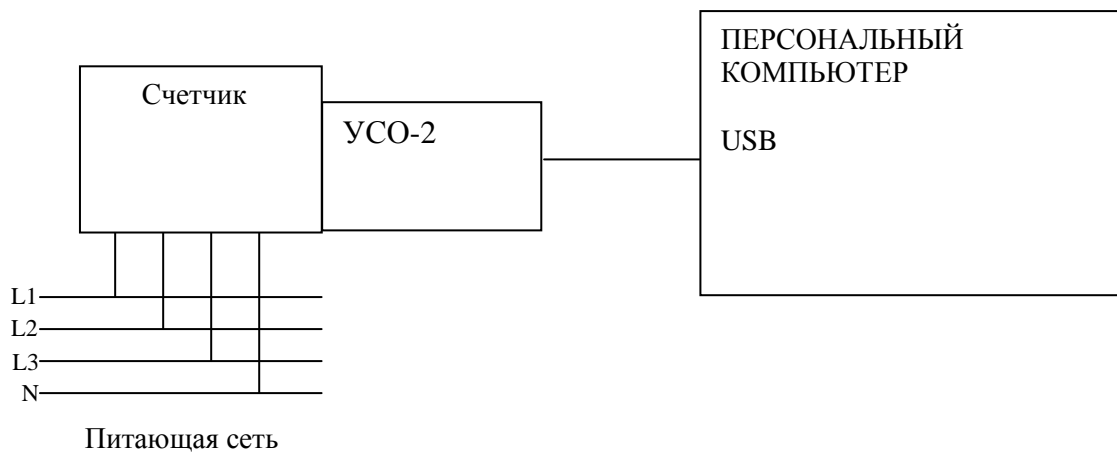 ПЕРСОНАЛЬНЫЙ
КОМПЬЮТЕР
USB
Счетчик
УСО-2
L1
L2
L3
N
Питающая сеть